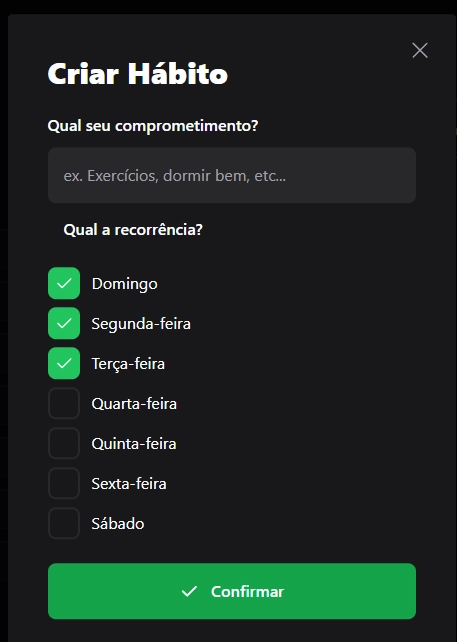 Criar Hábito
Qual seu comprometimento?
ex. Exercícios, dormir bem, etc...
Qual a recorrência?
Domingo
Segunda-feira
Terça-feira
Quarta-feira
Quinta-feira
Sexta-feira
Sábado
Confirmar